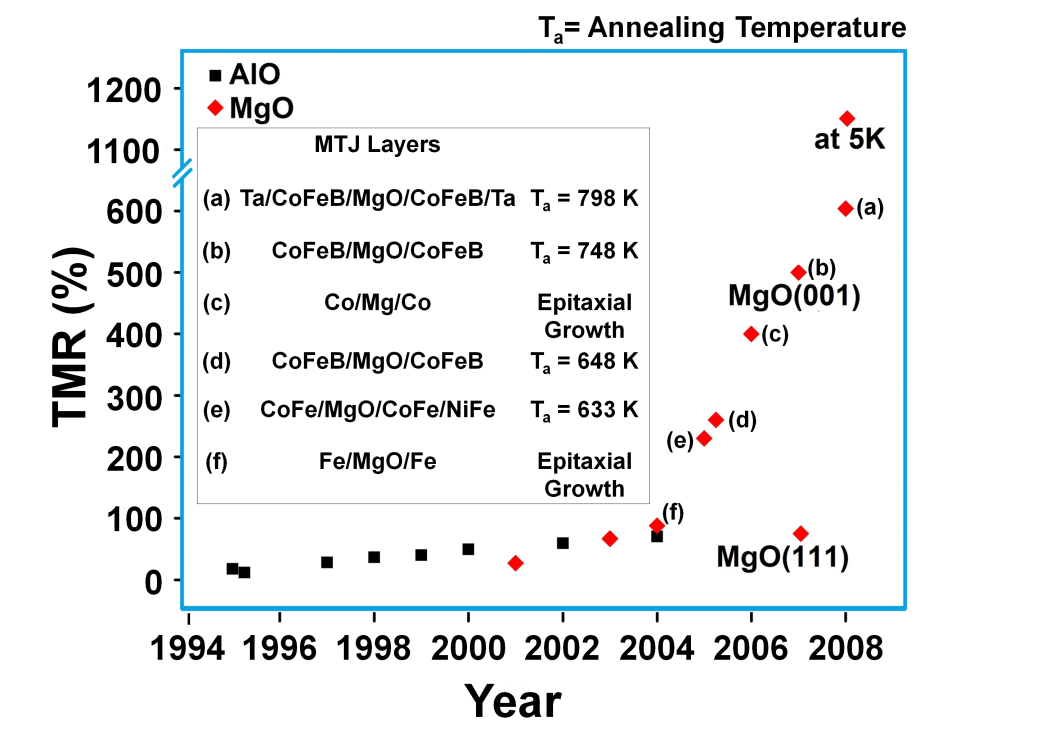 Ta= Annealing Temperature
AlO
MgO
1200
1100
600
500
400
300
200
100
0
TMR (%)
MTJ Layers
(a) Ta/CoFeB/MgO/CoFeB/Ta Ta = 798 K
(b) CoFeB/MgO/CoFeB Ta = 748 K
(c) Co/Mg/Co Epitaxial
Growth
(d) CoFeB/MgO/CoFeB Ta = 648 K
(e) CoFe/MgO/CoFe/NiFe Ta = 633 K
(f) Fe/MgO/Fe Epitaxial
Growth
at 5K
(a)
(b)
MgO(001)
(c)
(d)
(e)
(f)
MgO(111)
1994 1996 1998 2000 2002 2004 2006 2008
Year